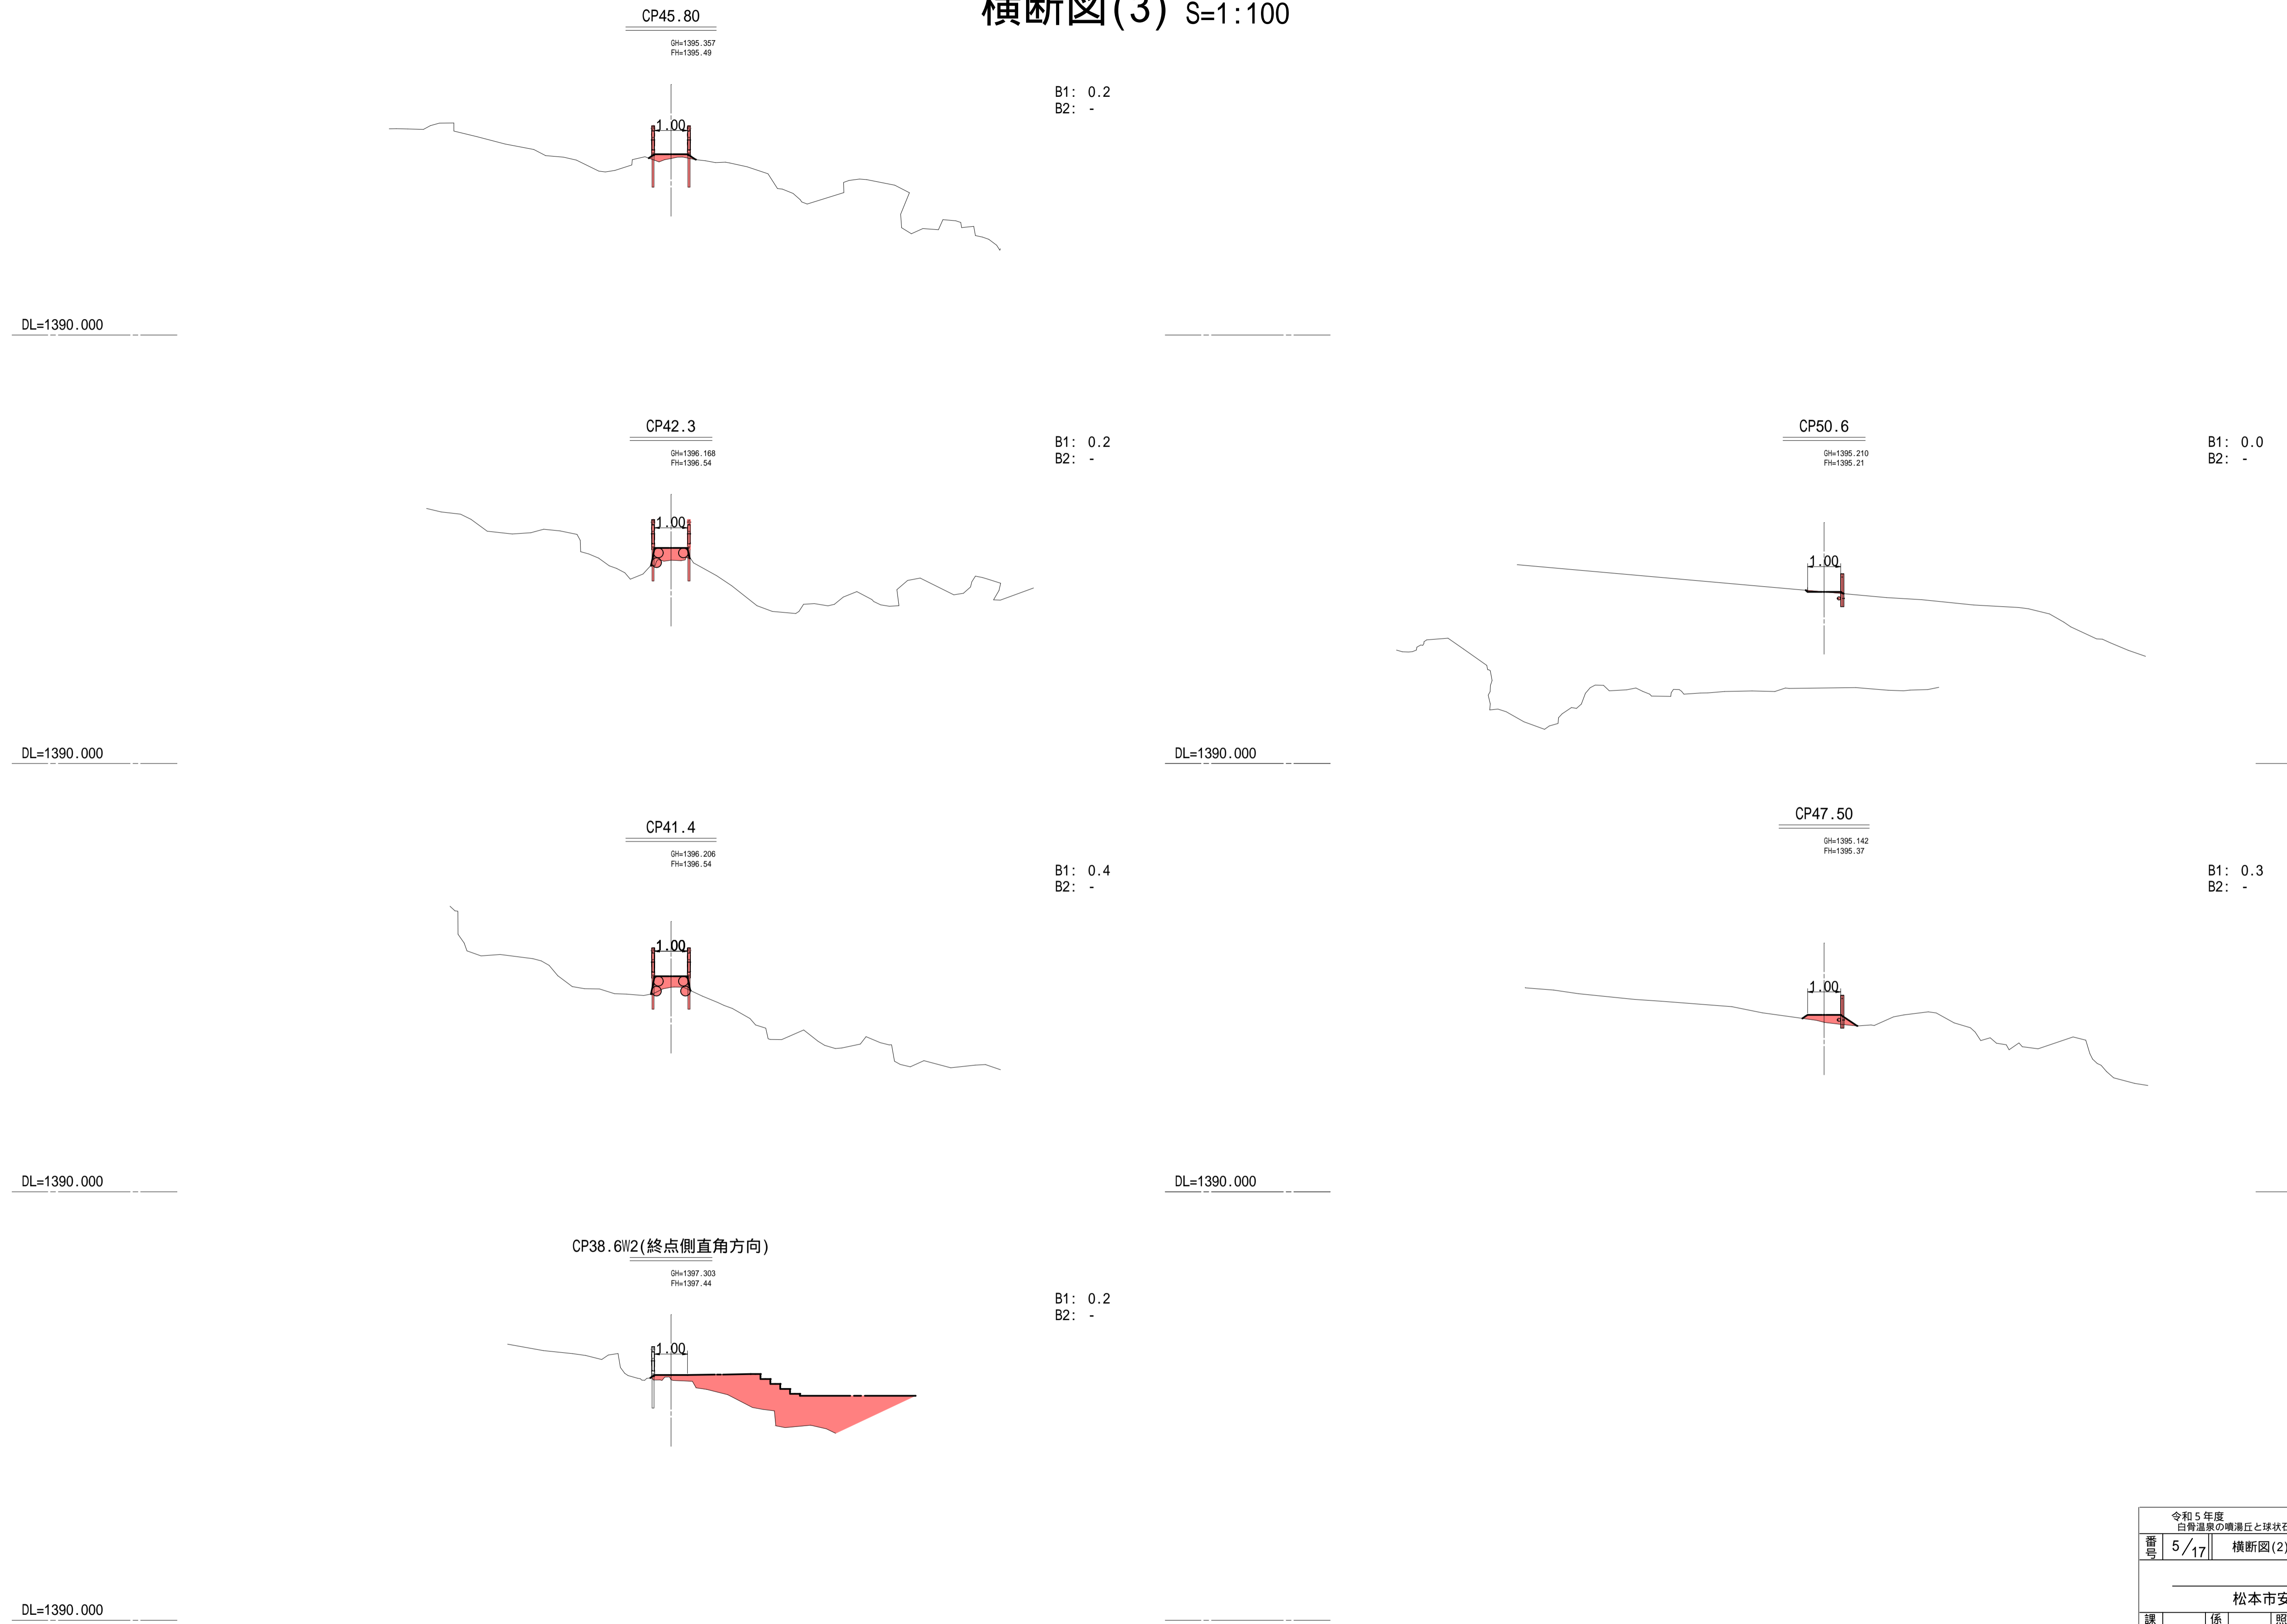 横断図(3) S=1:100
CP45.80
GH=1395.357
FH=1395.49
B1: 0.2
B2: -
1.00
DL=1390.000
CP42.3
GH=1396.168
FH=1396.54
B1: 0.2
B2: -
1.00
DL=1390.000
CP50.6
GH=1395.210
FH=1395.21
B1: 0.0
B2: -
1.00
DL=1390.000
CP41.4
GH=1396.206
FH=1396.54
B1: 0.4
B2: -
1.00
DL=1390.000
CP47.50
GH=1395.142
FH=1395.37
B1: 0.3
B2: -
1.00
DL=1390.000
CP38.6W2(終点側直角方向)
GH=1397.303
FH=1397.44
B1: 0.2
B2: -
1.00
DL=1390.000
令和5年度
白骨温泉の噴湯丘と球状石
番号 5/17 横断図(2)
松本市安
課 係 照